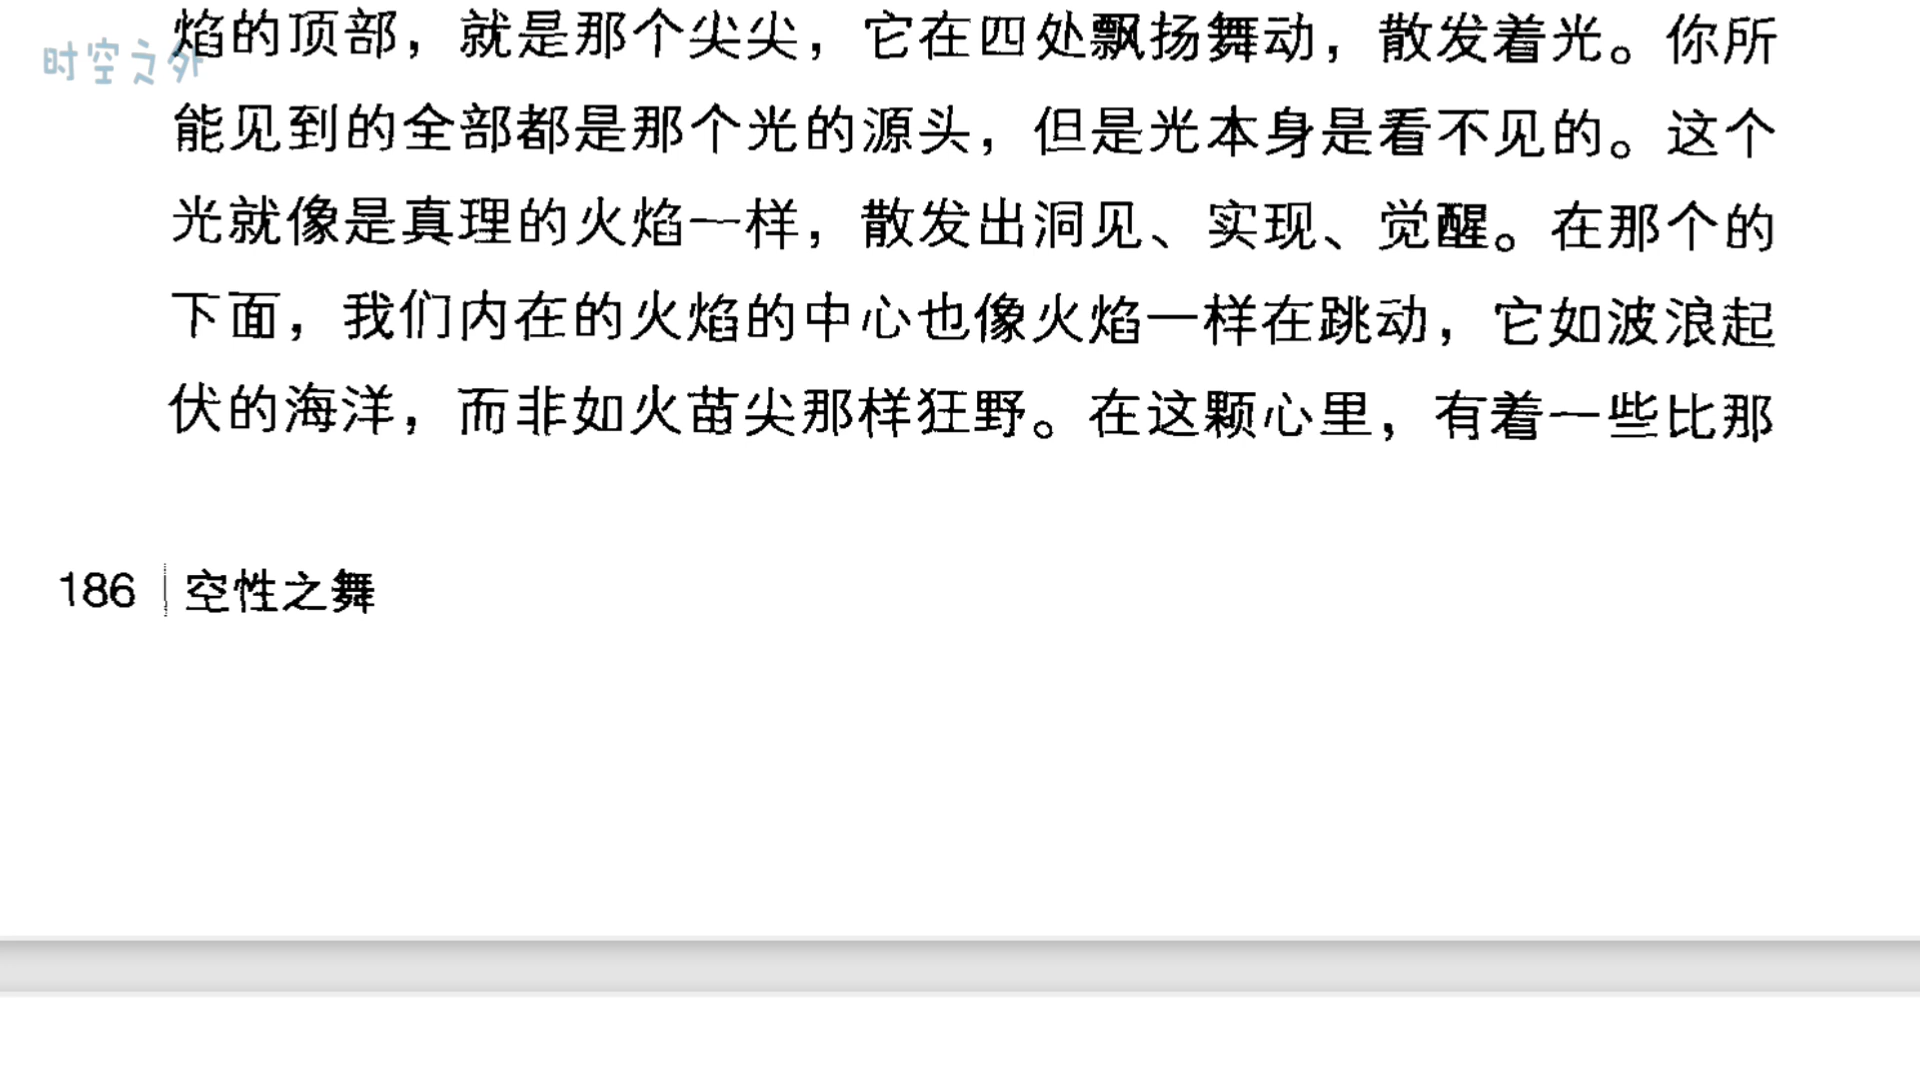 时空之外
焰的顶部，就是那个尖尖，它在四处飘扬舞动，散发着光。你所
能见到的全部都是那个光的源头，但是光本身是看不见的。这个
光就像是真理的火焰一样，散发出洞见、实现、觉醒。在那个的
下面，我们内在的火焰的中心也像火焰一样在跳动，它如波浪起
伏的海洋，而非如火苗尖那样狂野。在这颗心里，有着一些比那
186 空性之舞